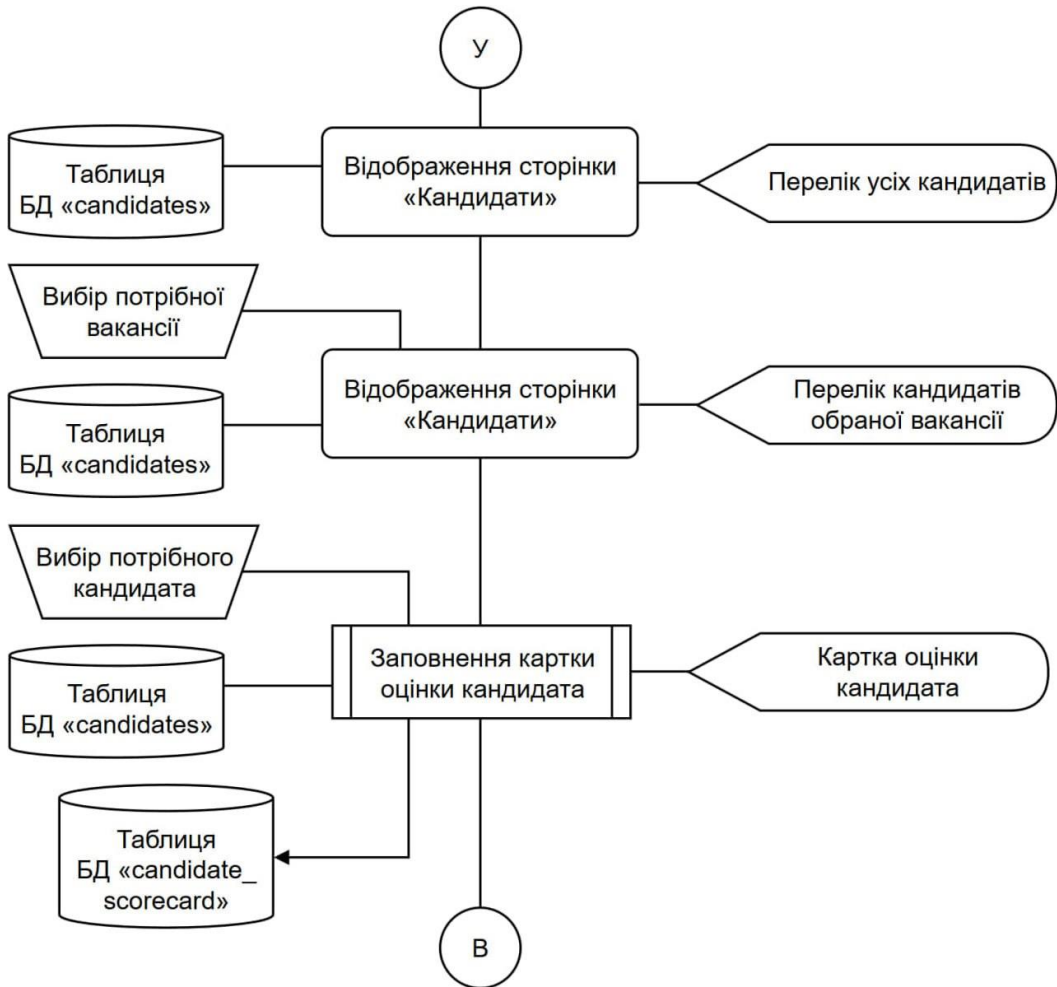 У
Таблиця
БД «candidates»
Відображення сторінки
«Кандидати»
Перелік усіх кандидатів
Вибір потрібної
вакансії
Таблиця
БД «candidates»
Відображення сторінки
«Кандидати»
Перелік кандидатів
обраної вакансії
Вибір потрібного
кандидата
Таблиця
БД «candidates»
Заповнення картки
оцінки кандидата
Картка оцінки
кандидата
Таблиця
БД «candidate_
scorecard»
В